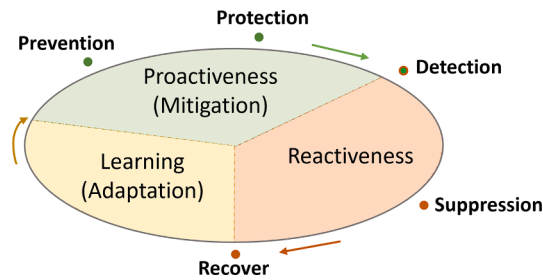 Protection
Prevention
Proactiveness
(Mitigation)
Detection
Learning
(Adaptation)
Reactiveness
Suppression
Recover